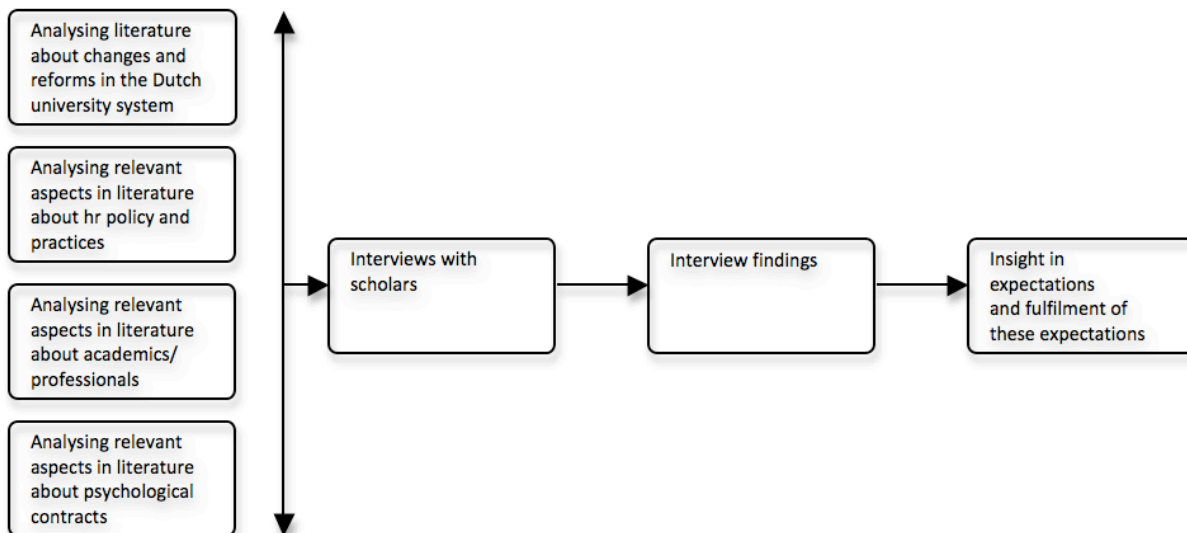 Analysing literature
about changes and
reforms in the Dutch
university system
Analysing relevant
aspects in literature
about hr policy and
practices
Analysing relevant
aspects in literature
about academics/
professionals
Analysing relevant
aspects in literature
about psychological
contracts
Interviews with
scholars
Interview findings
Insight in
expectations
and fulfilment of
these expectations